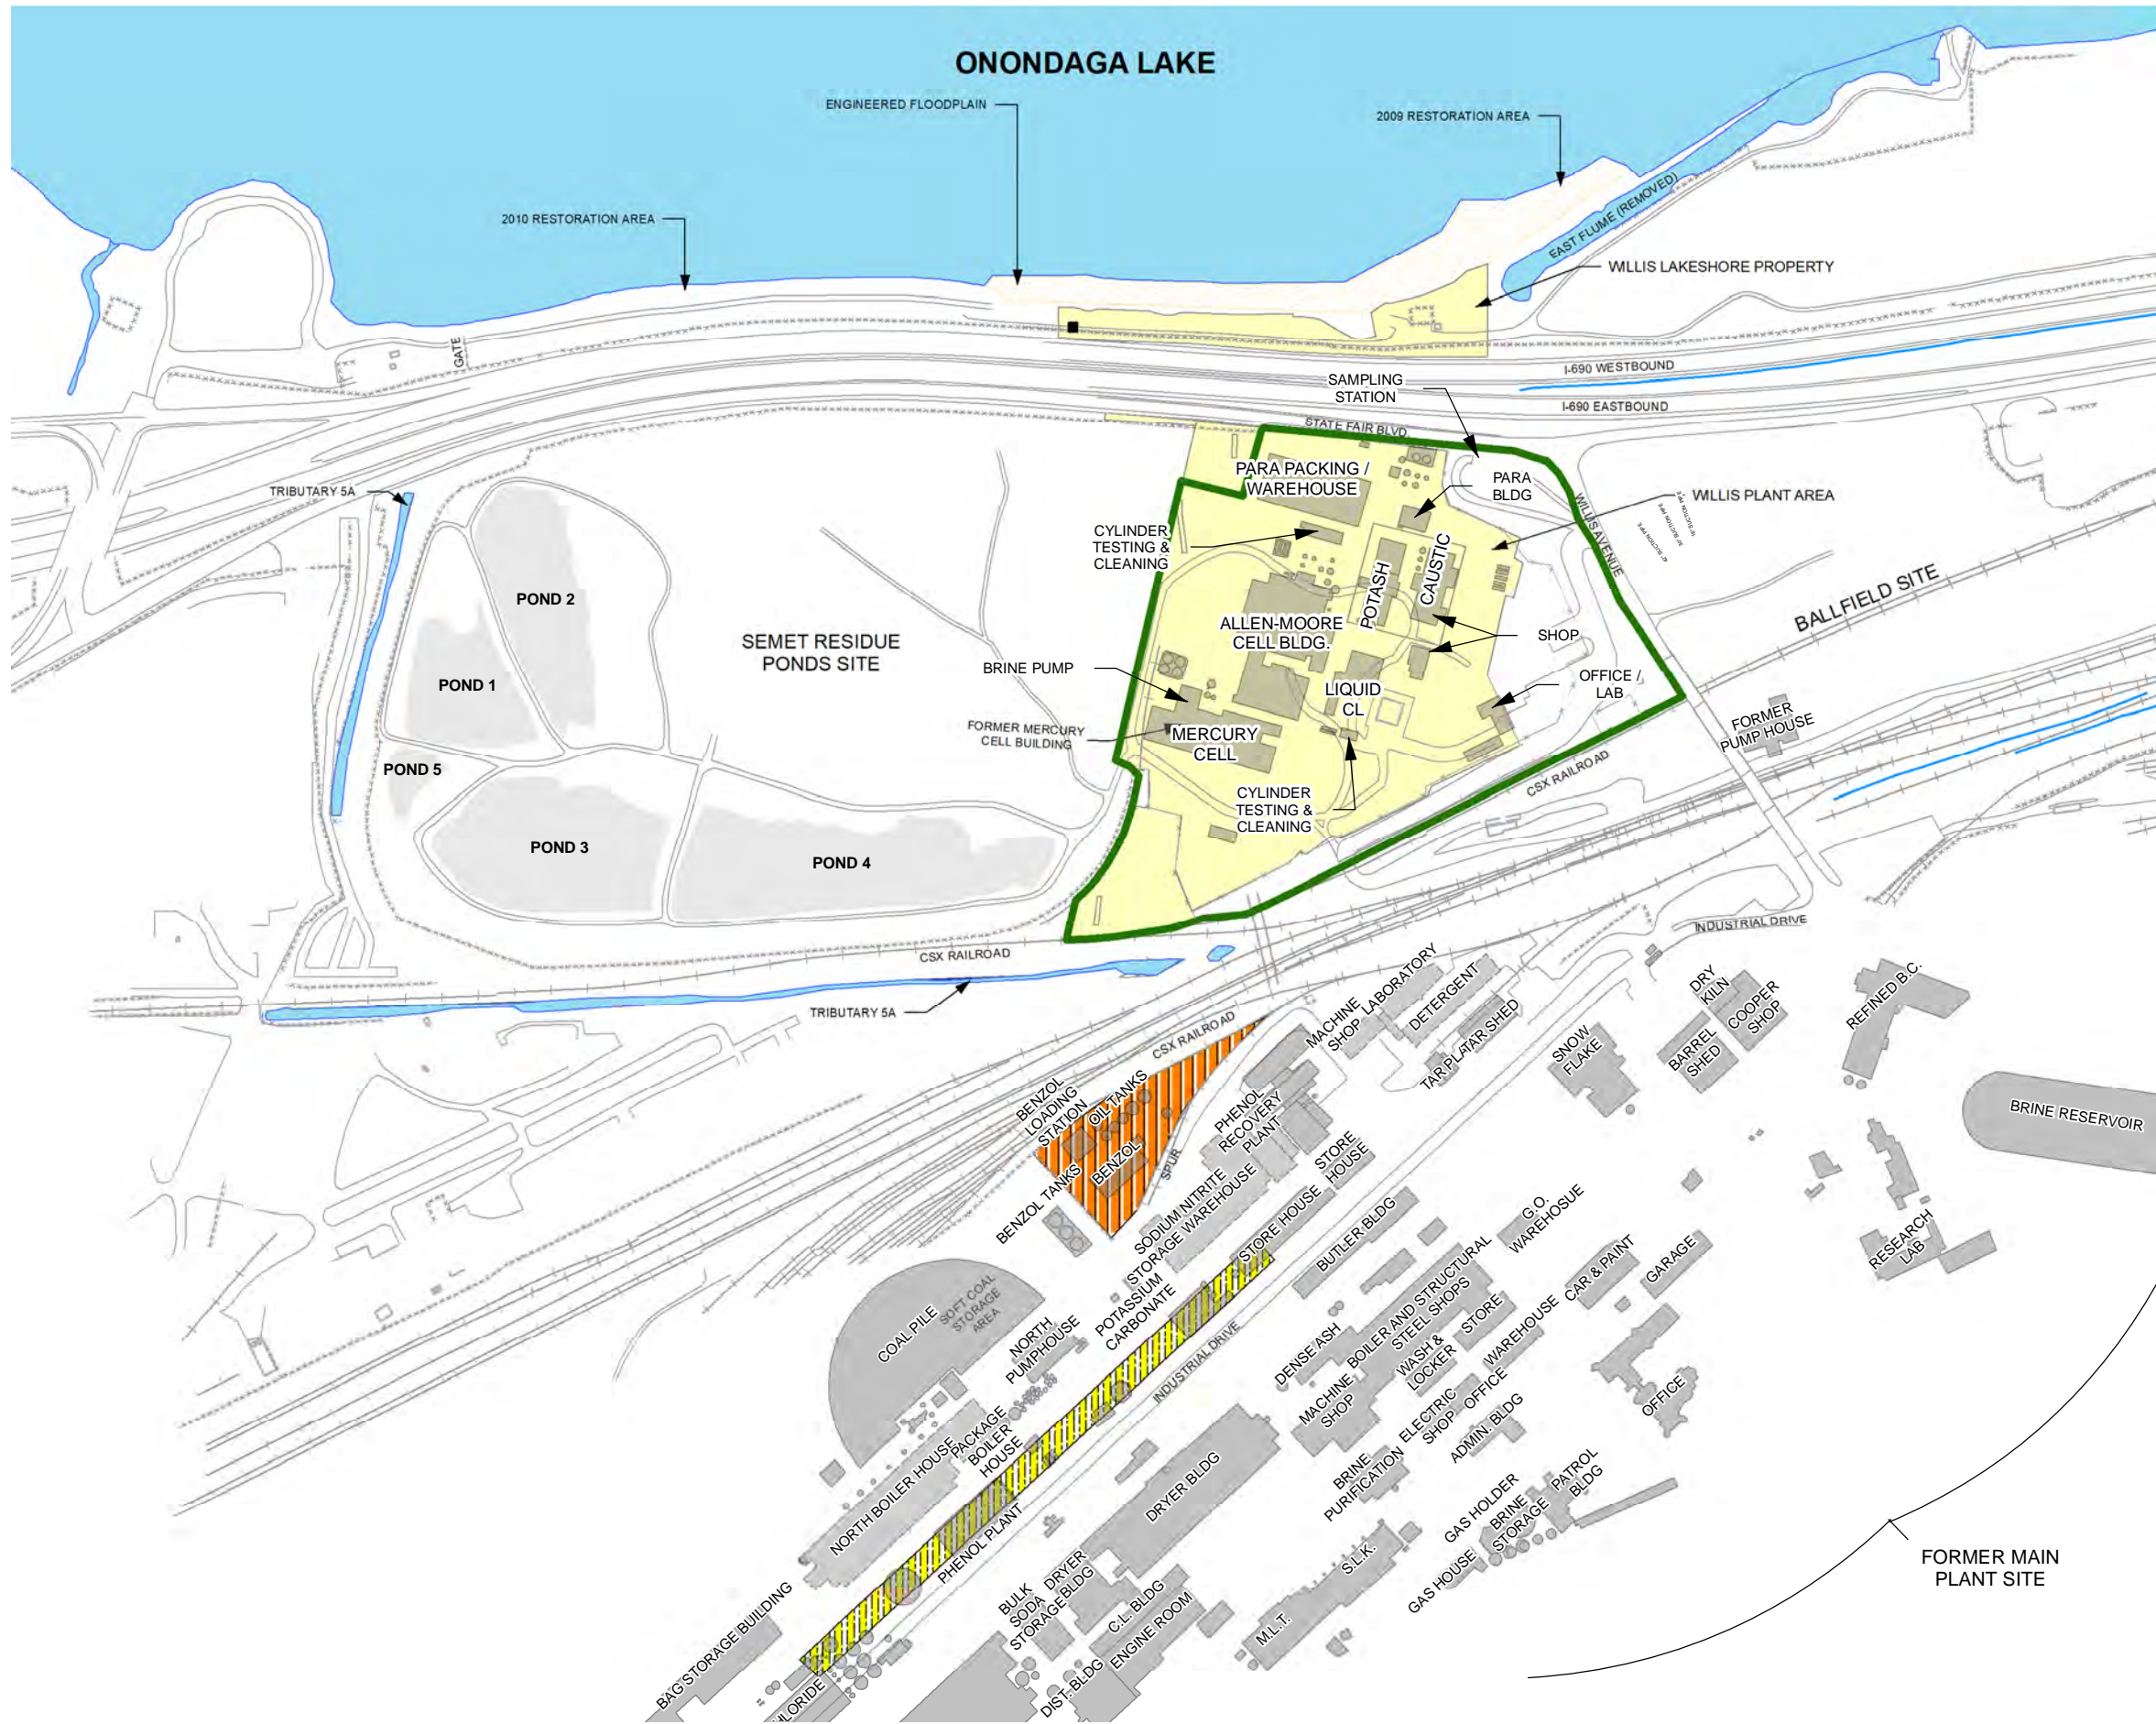 ONONDAGA LAKE
ENGINEERED FLOODPLAIN
2009 RESTORATION AREA
2010 RESTORATION AREA
EAST FLUME (REMOVED)
WILLIS LAKESHORE PROPERTY
GATE
I-690 WESTBOUND
SAMPLING
STATION
I-690 EASTBOUND
STATE FAIR BLVD.
TRIBUTARY 5A
PARA PACKING /
WAREHOUSE
PARA
BLDG
WILLIS PLANT AREA
WILLIS AVENUE
CYLINDER
TESTING &
CLEANING
POTASH
CAUSTIC
POND 2
BALLFIELD SITE
ALLEN-MOORE
CELL BLDG.
SHOP
SEMET RESIDUE
PONDS SITE
BRINE PUMP
POND 1
LIQUID
CL
OFFICE /
LAB
FORMER MERCURY
CELL BUILDING
MERCURY
CELL
FORMER
PUMP HOUSE
POND 5
CSX RAILROAD
CYLINDER
TESTING &
CLEANING
POND 3
POND 4
INDUSTRIAL DRIVE
CSX RAILROAD
TRIBUTARY 5A
CSX RAILROAD
MACHINE
SHOP
LABORATORY
DETERGENT
TAR PLA
TAR SHED
DRY
KILN
COOPER
SHOP
BARREL
SHED
SNOW
FLAKE
REFINED B.C.
BRINE RESERVOIR
BENZOL
LOADING
STATION
OIL TANKS
BENZOL
BENZOL TANKS
SPUR
PHENOL
RECOVERY
PLANT
STORE
HOUSE
SODIUM NITRITE
STORAGE WAREHOUSE
STORE HOUSE
BUTLER BLDG
G.O.
WAREHOSUE
RESEARCH
LAB
CAR & PAINT
GARAGE
COAL PILE
SOFT COAL
STORAGE
AREA
NORTH
PUMPHOUSE
POTASSIUM
CARBONATE
INDUSTRIAL DRIVE
DENSE ASH
BOILER AND STRUCTURAL
STEEL SHOPS
STORE
WASH &
LOCKER
WAREHOUSE
MACHINE
SHOP
ELECTRIC
SHOP
OFFICE
ADMIN. BLDG
OFFICE
PACKAGE
BOILER
HOUSE
NORTH BOILER HOUSE
PHENOL PLANT
DRYER BLDG
BRINE
PURIFICATION
GAS HOLDER
BRINE
STORAGE
PATROL
BLDG
GAS HOUSE
S.L.K.
M.L.T.
FORMER MAIN
PLANT SITE
BAG STORAGE BUILDING
BULK
SODA
STORAGE
DRYER
BLDG
C.L. BLDG
ENGINE ROOM
DIST. BLDG
HLORIDE